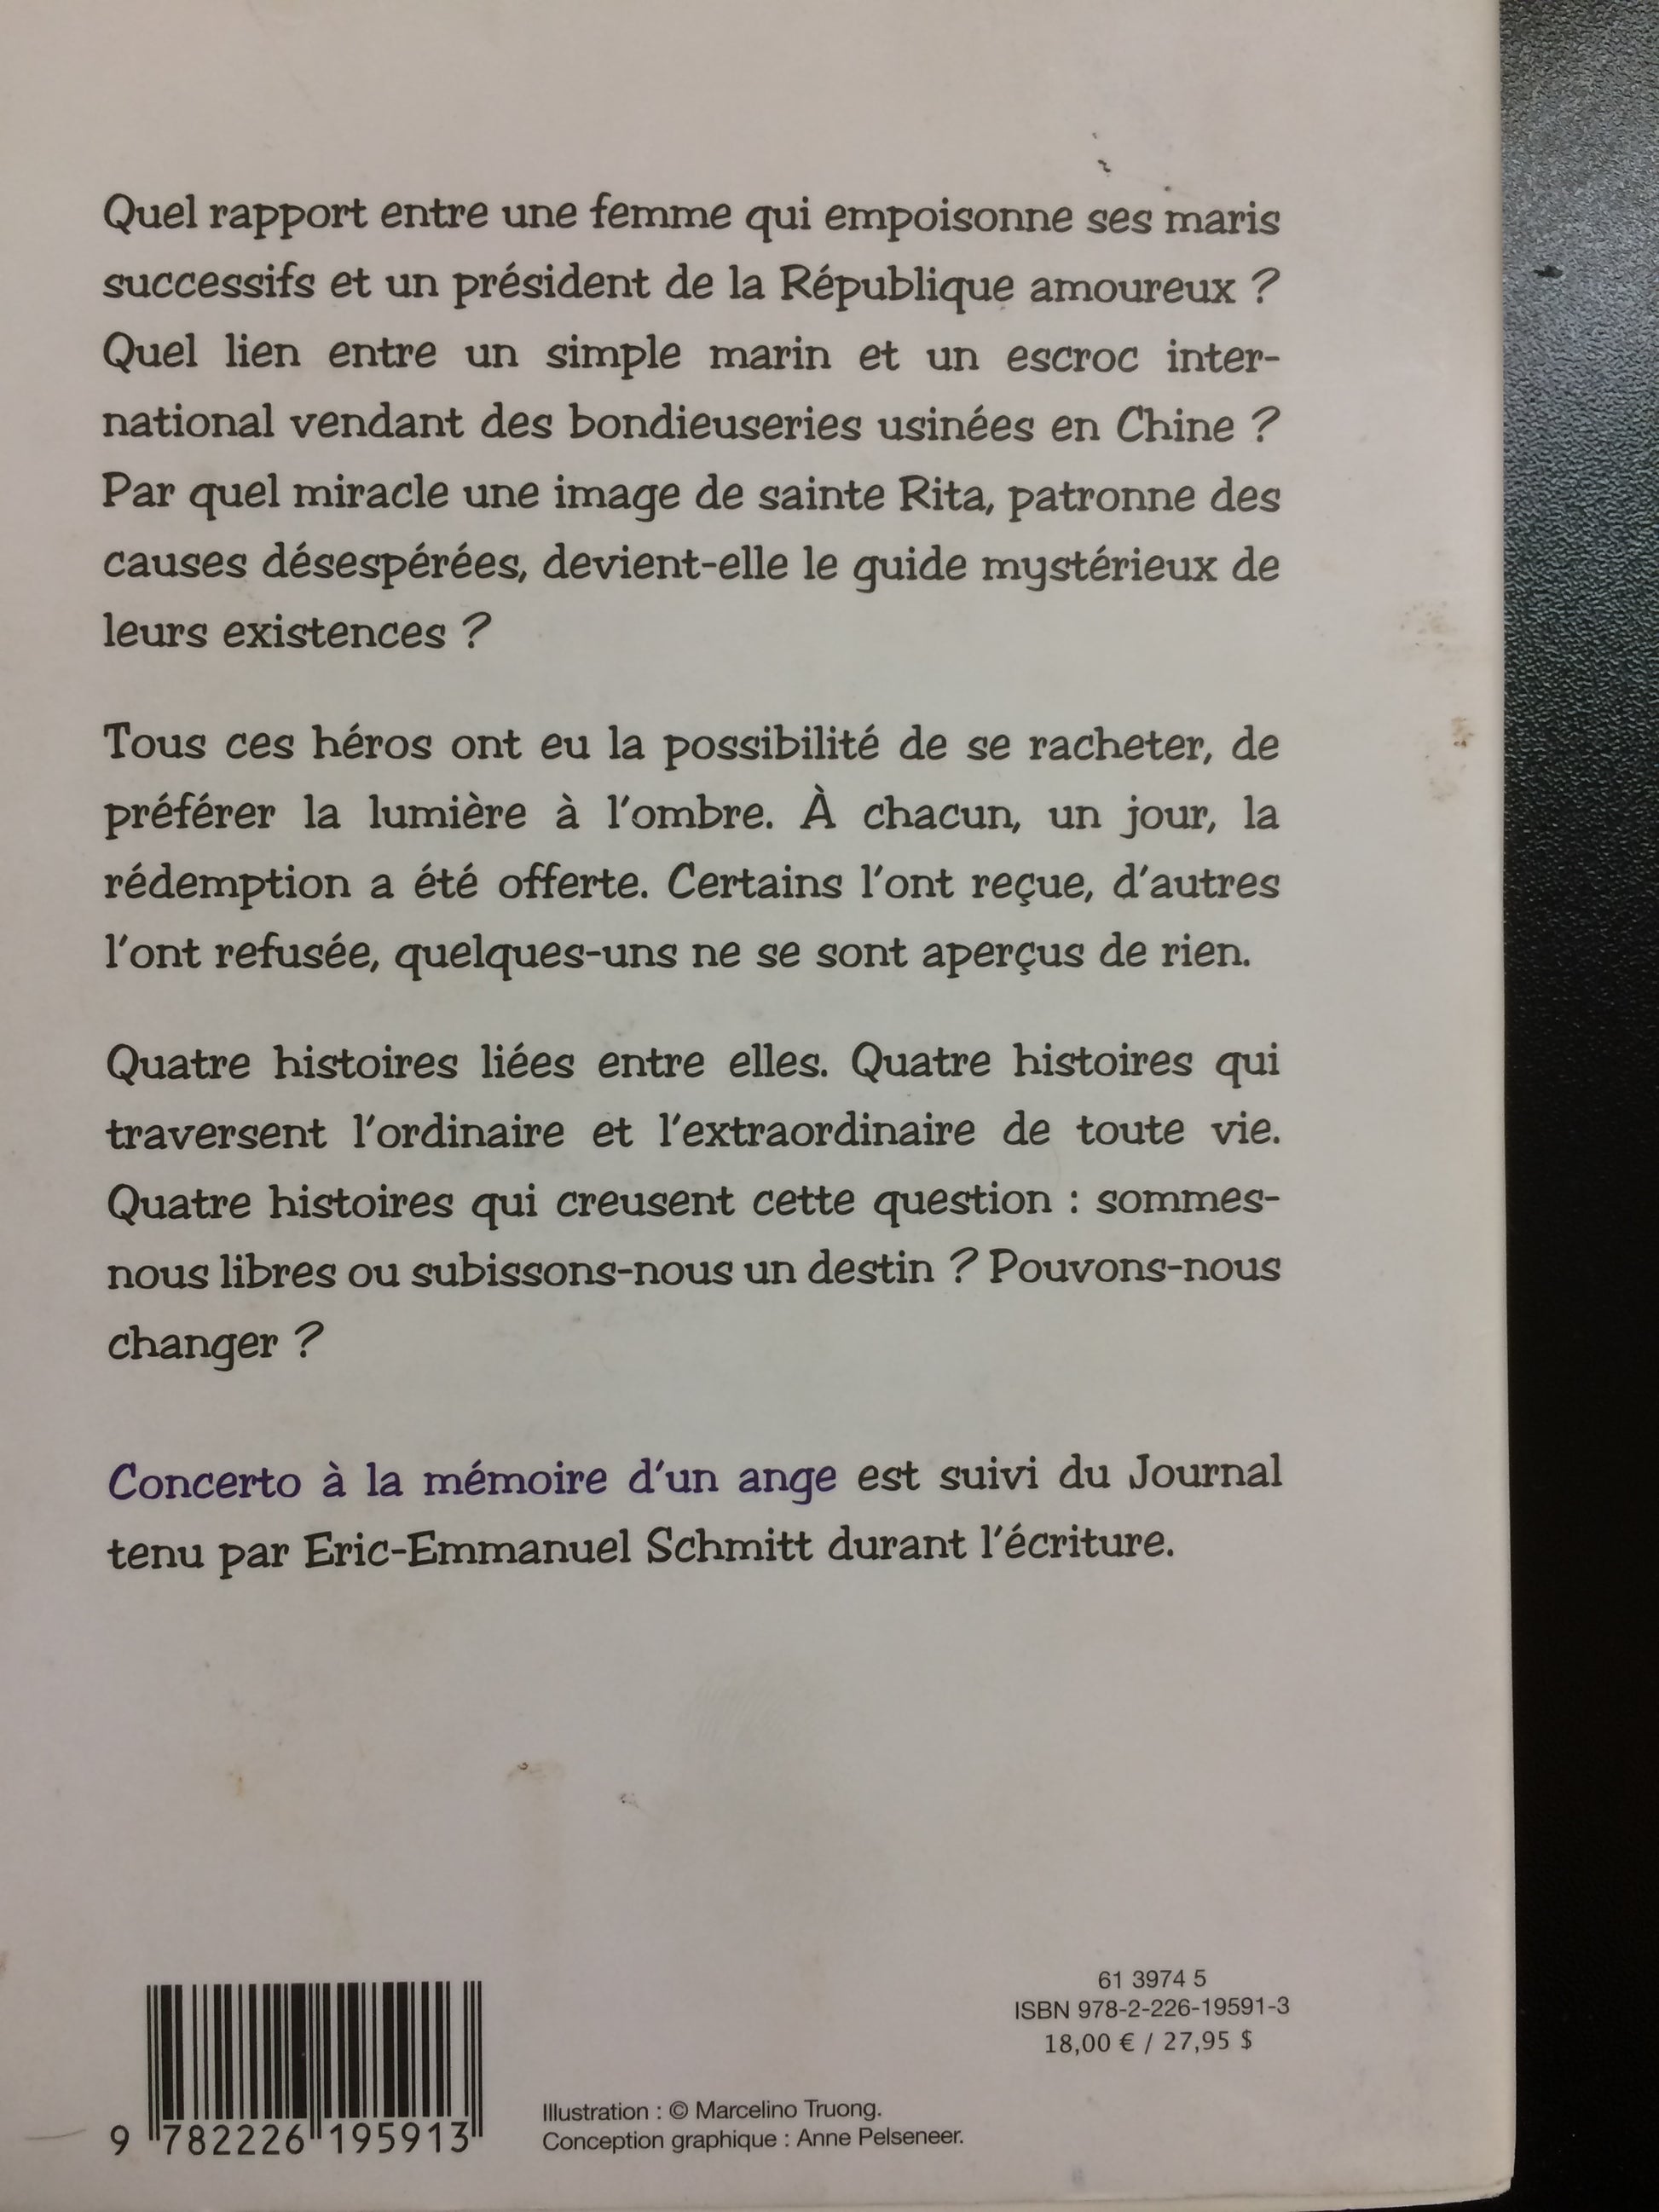 Quel rapport entre une femme qui empoisonne ses maris
successifs et un président de la République amoureux ?
Quel lien entre un simple marin et un escroc inter-
national vendant des bondieuseries usinées en Chine ?
Par quel miracle une image de sainte Rita, patronne des
causes désespérées, devient-elle le guide mystérieux de
leurs existences ?
Tous ces héros ont eu la possibilité de se racheter, de
préférer la lumière à l'ombre. À chacun, un jour, la
rédemption a été offerte. Certains l'ont reçue, d'autres
l'ont refusée, quelques-uns ne se sont aperçus de rien.
Quatre histoires liées entre elles. Quatre histoires qui
traversent l'ordinaire et l'extraordinaire de toute vie.
Quatre histoires qui creusent cette question : sommes-
nous libres ou subissons-nous un destin ? Pouvons-nous
changer ?
Concerto à la mémoire d'un ange est suivi du Journal
tenu par Eric-Emmanuel Schmitt durant l'écriture.
61 3974 5
ISBN 978-2-226-19591-3
18,00 € / 27,95 $
9 782226 195913
Illustration : © Marcelino Truong.
Conception graphique : Anne Pelseneer.